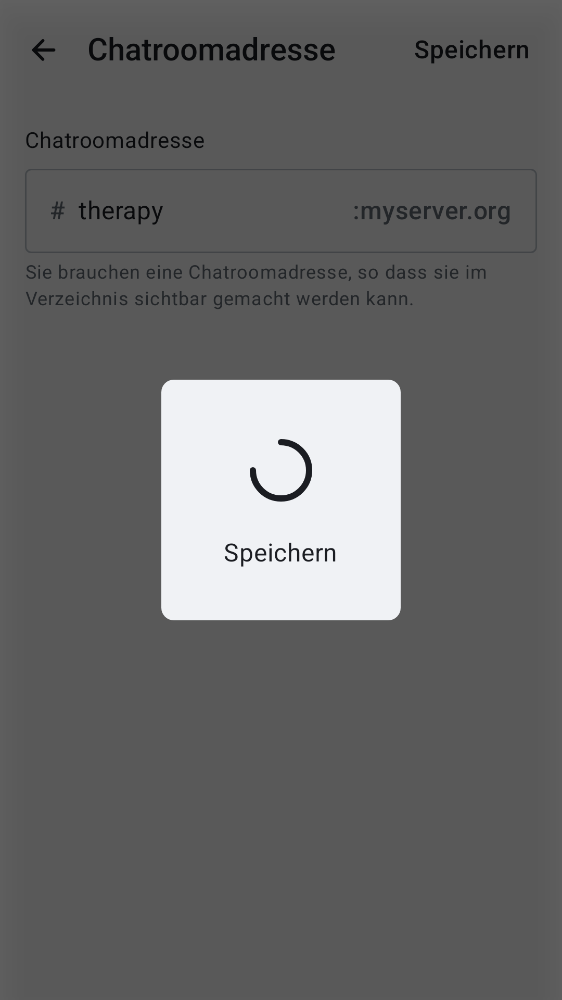 Chatroomadresse
Speichern
Chatroomadresse
# therapy :myserver.org
Sie brauchen eine Chatroomadresse, so dass sie im
Verzeichnis sichtbar gemacht werden kann.
Speichern